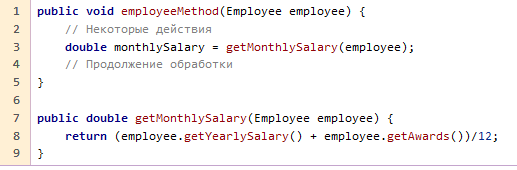 1 public void employeeMethod(Employee employee) {
2 // Некоторые действия
3 double monthlySalary = getMonthlySalary(employee);
4 // Продолжение обработки
5 }
6
7 public double getMonthlySalary(Employee employee) {
8 return (employee.getYearlySalary() + employee.getAwards())/12;
9 }